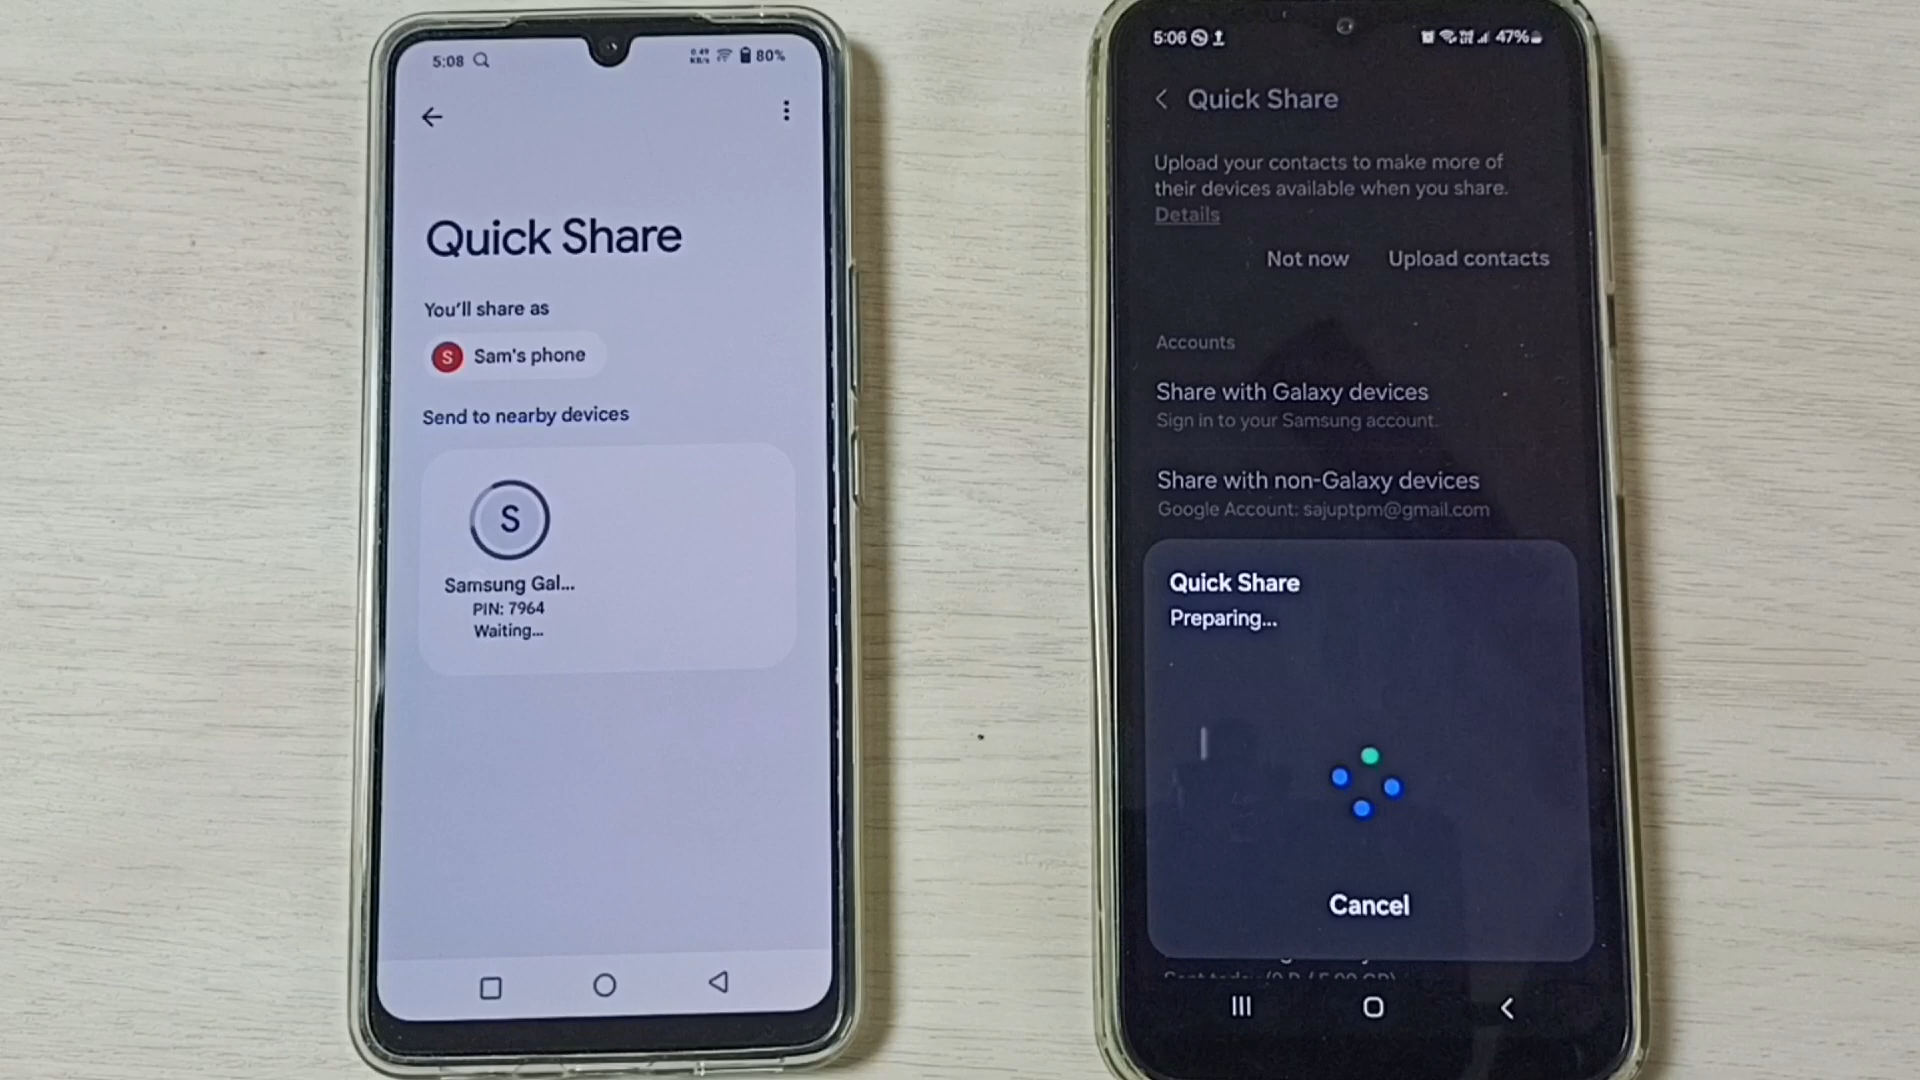 5:08
0.49
KB/s
80%
Quick Share
You'll share as
S
Sam's phone
Send to nearby devices
S
Samsung Gal...
PIN: 7964
Waiting...
5:06
47%
Quick Share
Upload your contacts to make more of
their devices available when you share.
Details
Not now
Upload contacts
Accounts
Share with Galaxy devices
Sign in to your Samsung account.
Share with non-Galaxy devices
Google Account: sajuptpm@gmail.com
Quick Share
Preparing...
Cancel